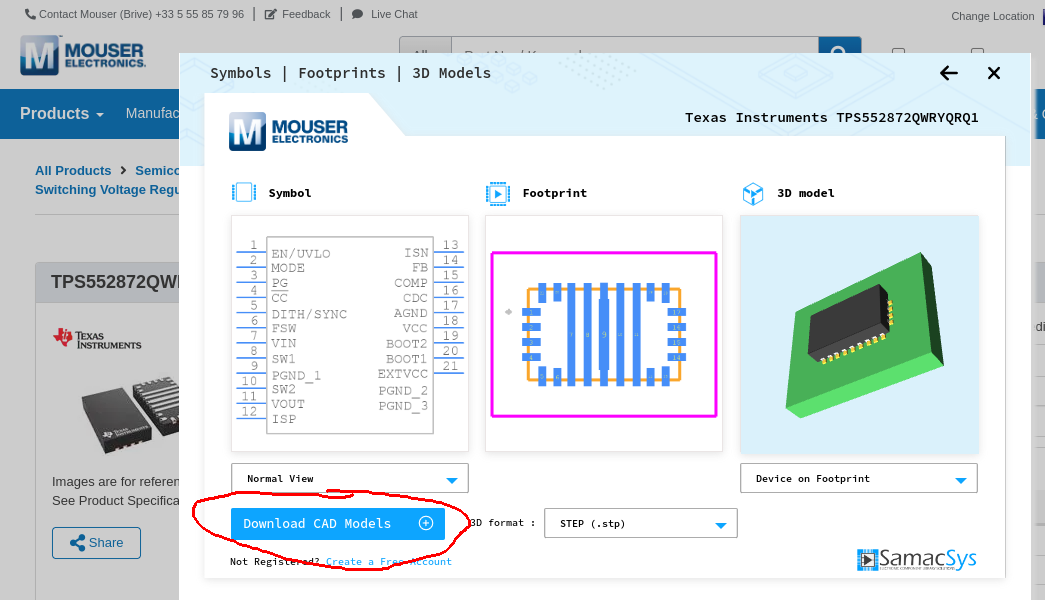 Contact Mouser (Brive) +33 5 55 85 79 96 | Feedback | Live Chat
Change Location
MOUSER
ELECTRONICS.
All
Products
Manufac
All Products > Semico
Switching Voltage Regu
TPS552872QW
TEXAS
INSTRUMENTS
Images are for referen
See Product Specifica
Share
Symbols | Footprints | 3D Models
MOUSER
ELECTRONICS
Texas Instruments TPS552872QWRYQRQ1
Symbol
Footprint
3D model
1 EN/UVLO ISN 13
2 MODE FB 14
3 PG COMP 15
4 CC CDC 16
5 DITH/SYNC AGND 17
6 FSW VCC 18
7 VIN BOOT2 19
8 SW1 BOOT1 20
9 PGND_1 EXTVCC 21
10 SW2 PGND_2
11 VOUT PGND_3
12 ISP
Normal View
Device on Footprint
Download CAD Models
3D format :
STEP (.stp)
Not Registered? Create a Free Account
SamacSys